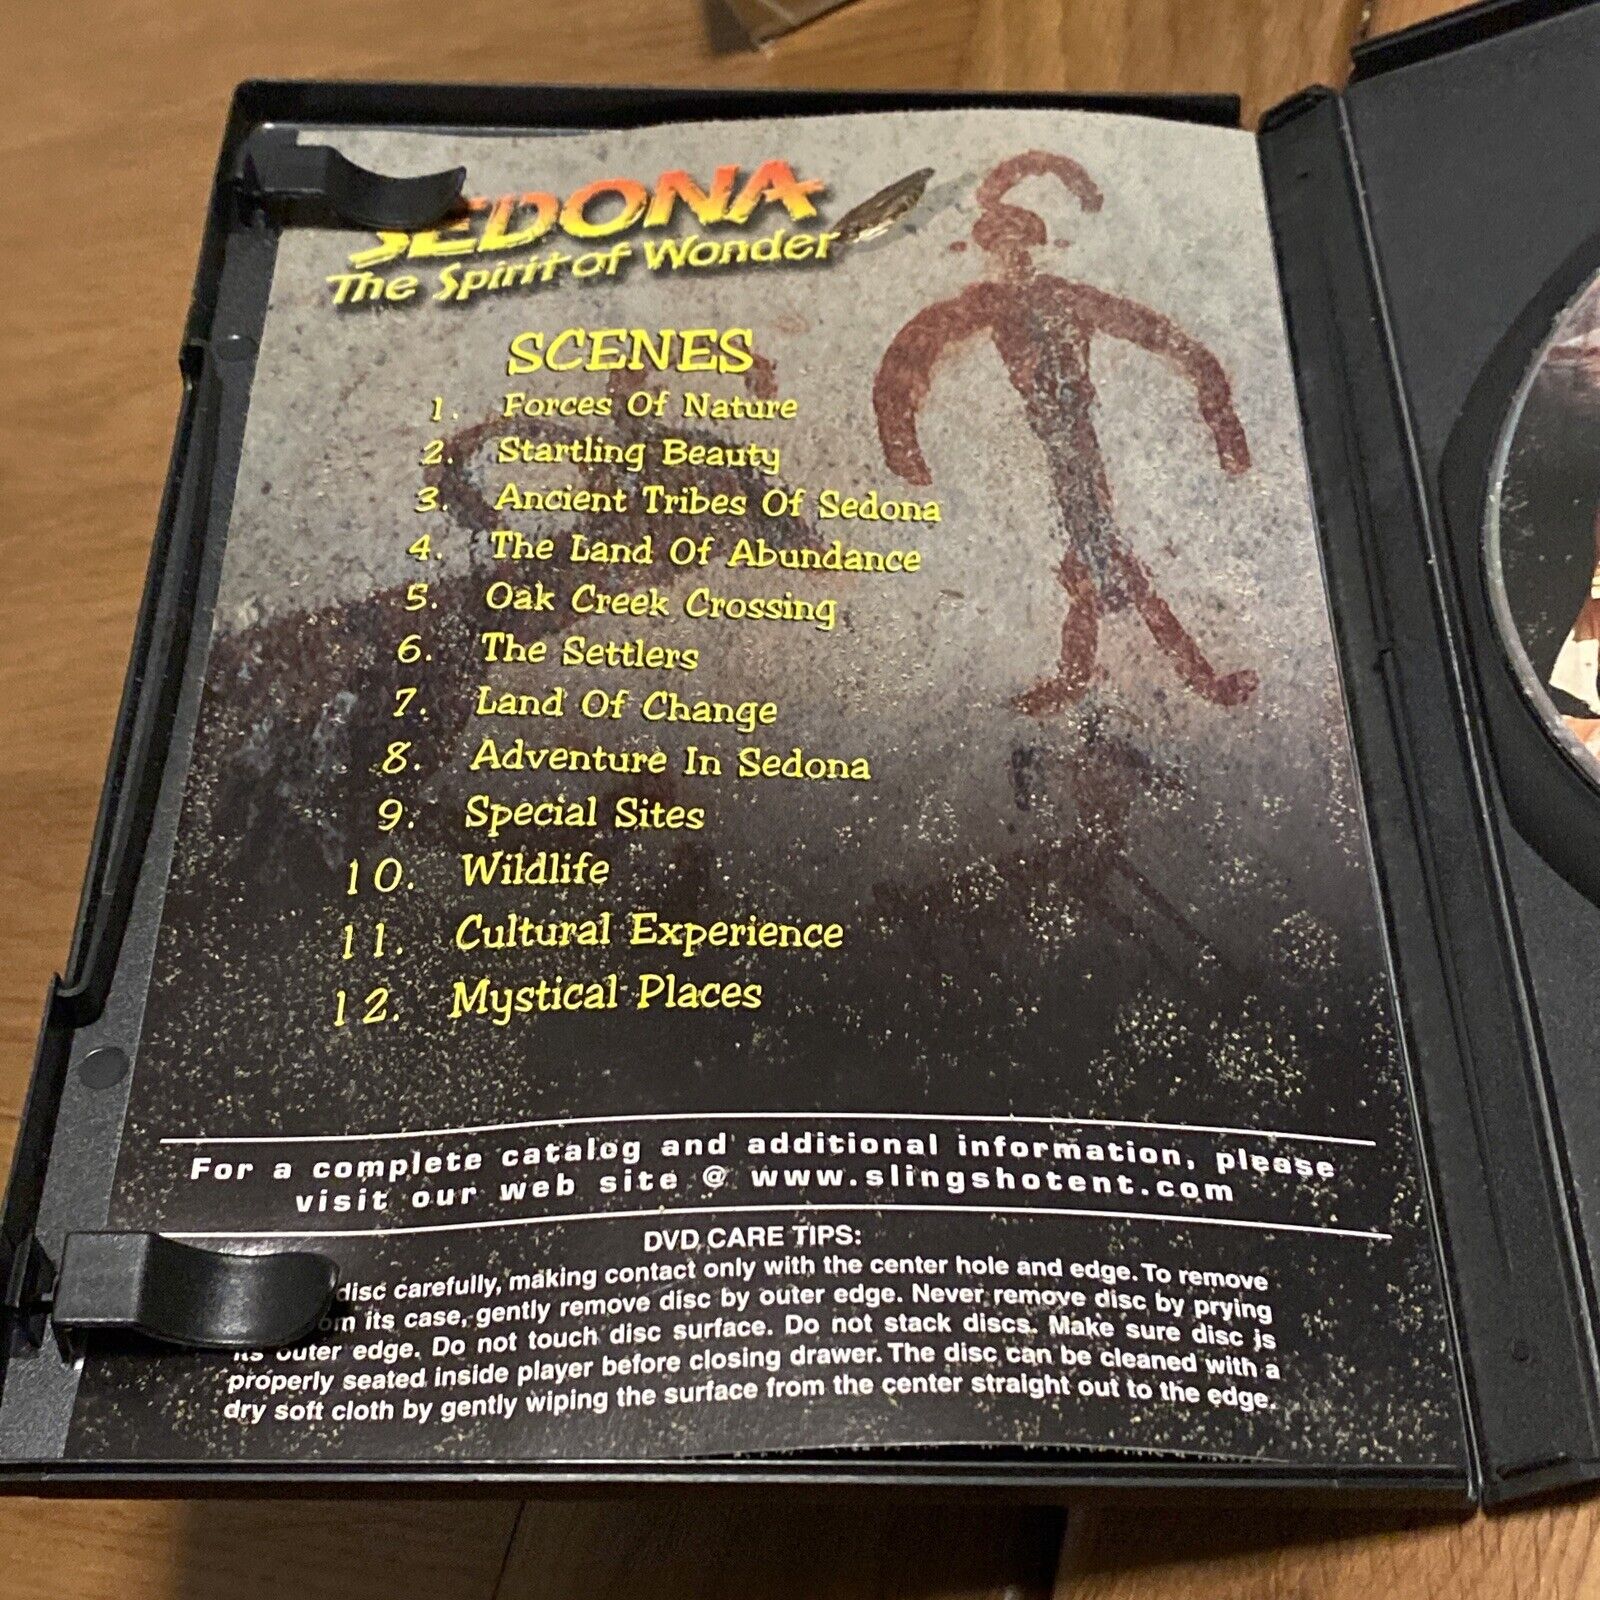 SEDONA
The Spirit of Wonder
SCENES
1. Forces Of Nature
2. Startling Beauty
3. Ancient Tribes Of Sedona
4. The Land Of Abundance
5. Oak Creek Crossing
6. The Settlers
7. Land Of Change
8. Adventure In Sedona
9. Special Sites
10. Wildlife
11. Cultural Experience
12. Mystical Places
For a complete catalog and additional information, please
visit our web site @ www.slingshotent.com
DVD CARE TIPS:
disc carefully, making contact only with the center hole and edge. To remove
its case, gently remove disc by outer edge. Never remove disc by prying
its outer edge. Do not touch disc surface. Do not stack discs. Make sure disc is
properly seated inside player before closing drawer. The disc can be cleaned with a
dry soft cloth by gently wiping the surface from the center straight out to the edge.